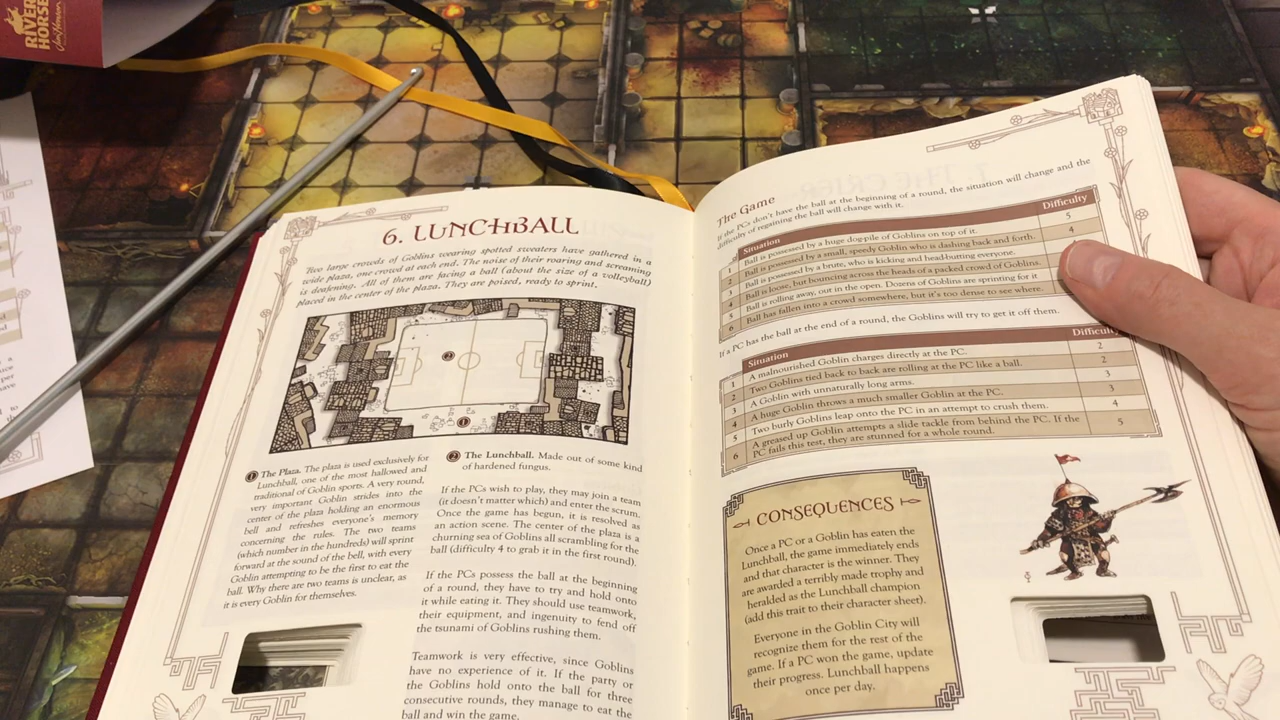 RIVER
HORSE
6. LUNCHBALL
Two large crowds of Goblins wearing spotted sweaters have gathered in a
wide plaza, one crowd at each end. The noise of their roaring and screaming
is deafening. All of them are facing a ball (about the size of a volleyball)
placed in the center of the plaza. They are poised, ready to sprint.
2
1
1 The Plaza. The plaza is used exclusively for
Lunchball, one of the most hallowed and
traditional of Goblin sports. A very round,
very important Goblin strides into the
center of the plaza holding an enormous
bell and refreshes everyone's memory
concerning the rules. The two teams
(which number in the hundreds) will sprint
forward at the sound of the bell, with every
Goblin attempting to be the first to eat the
ball. Why there are two teams is unclear, as
it is every Goblin for themselves.
2 The Lunchball. Made out of some kind
of hardened fungus.
If the PCs wish to play, they may join a team
(it doesn't matter which) and enter the scrum.
Once the game has begun, it is resolved as
an action scene. The center of the plaza is a
churning sea of Goblins all scrambling for the
ball (difficulty 4 to grab it in the first round).
If the PCs possess the ball at the beginning
of a round, they have to try and hold onto
it while eating it. They should use teamwork,
their equipment, and ingenuity to fend off
the tsunami of Goblins rushing them.
Teamwork is very effective, since Goblins
have no experience of it. If the party or
the Goblins hold onto the ball for three
consecutive rounds, they manage to eat the
ball and win the game.
The Game
If the PCs don't have the ball at the beginning of a round, the situation will change and the
difficulty of regaining the ball will change with it.
Situation Difficulty
1 Ball is possessed by a huge dog-pile of Goblins on top of it. 5
2 Ball is possessed by a small, speedy Goblin who is dashing back and forth. 4
3 Ball is possessed by a brute, who is kicking and head-butting everyone.
4 Ball is loose, but bouncing across the heads of a packed crowd of Goblins.
5 Ball is rolling away, out in the open. Dozens of Goblins are sprinting for it
6 Ball has fallen into a crowd somewhere, but it's too dense to see where.
If a PC has the ball at the end of a round, the Goblins will try to get it off them.
Situation Difficulty
1 A malnourished Goblin charges directly at the PC. 2
2 Two Goblins tied back to back are rolling at the PC like a ball. 2
3 A Goblin with unnaturally long arms. 3
4 A huge Goblin throws a much smaller Goblin at the PC. 3
5 Two burly Goblins leap onto the PC in an attempt to crush them. 4
6 A greased up Goblin attempts a slide tackle from behind the PC. If the 5
PC fails this test, they are stunned for a whole round.
CONSEQUENCES
Once a PC or a Goblin has eaten the
Lunchball, the game immediately ends
and that character is the winner. They
are awarded a terribly made trophy and
heralded as the Lunchball champion
(add this trait to their character sheet).
Everyone in the Goblin City will
recognize them for the rest of the
game. If a PC won the game, update
their progress. Lunchball happens
once per day.